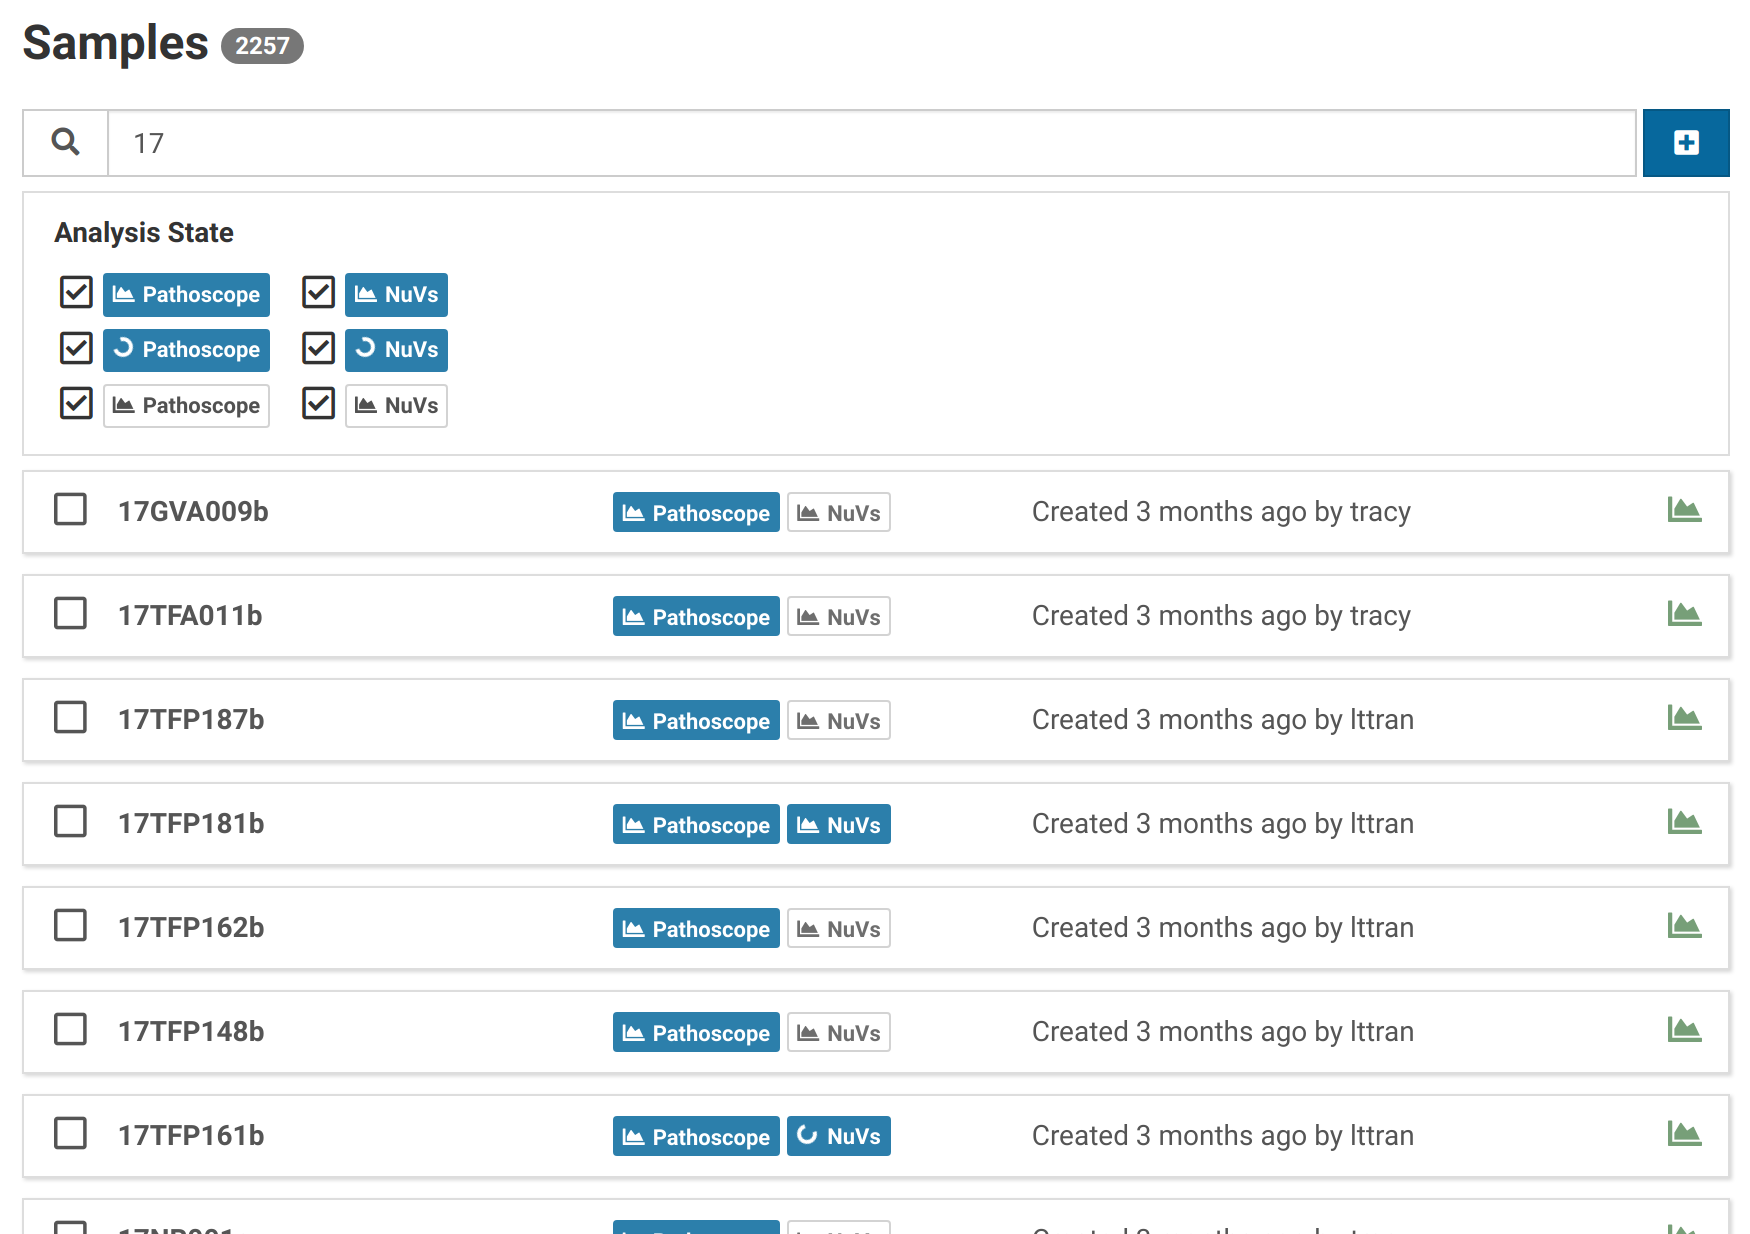 Samples 2257
17
Analysis State
Pathoscope NuVs
Pathoscope NuVs
Pathoscope NuVs
17GVA009b Pathoscope NuVs Created 3 months ago by tracy
17TFA011b Pathoscope NuVs Created 3 months ago by tracy
17TFP187b Pathoscope NuVs Created 3 months ago by lttran
17TFP181b Pathoscope NuVs Created 3 months ago by lttran
17TFP162b Pathoscope NuVs Created 3 months ago by lttran
17TFP148b Pathoscope NuVs Created 3 months ago by lttran
17TFP161b Pathoscope NuVs Created 3 months ago by lttran